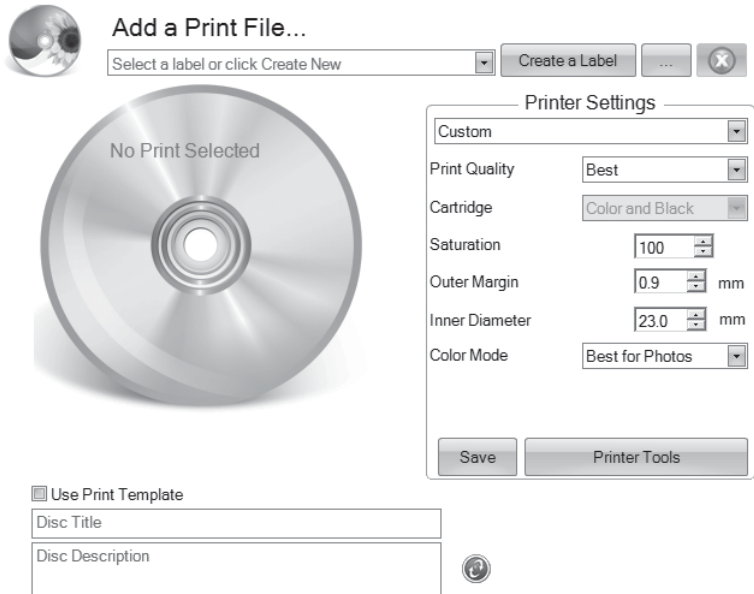 Add a Print File...
Select a label or click Create New
Create a Label
...
No Print Selected
Printer Settings
Custom
Print Quality
Best
Cartridge
Color and Black
Saturation
100
Outer Margin
0.9 mm
Inner Diameter
23.0 mm
Color Mode
Best for Photos
Save
Printer Tools
Use Print Template
Disc Title
Disc Description